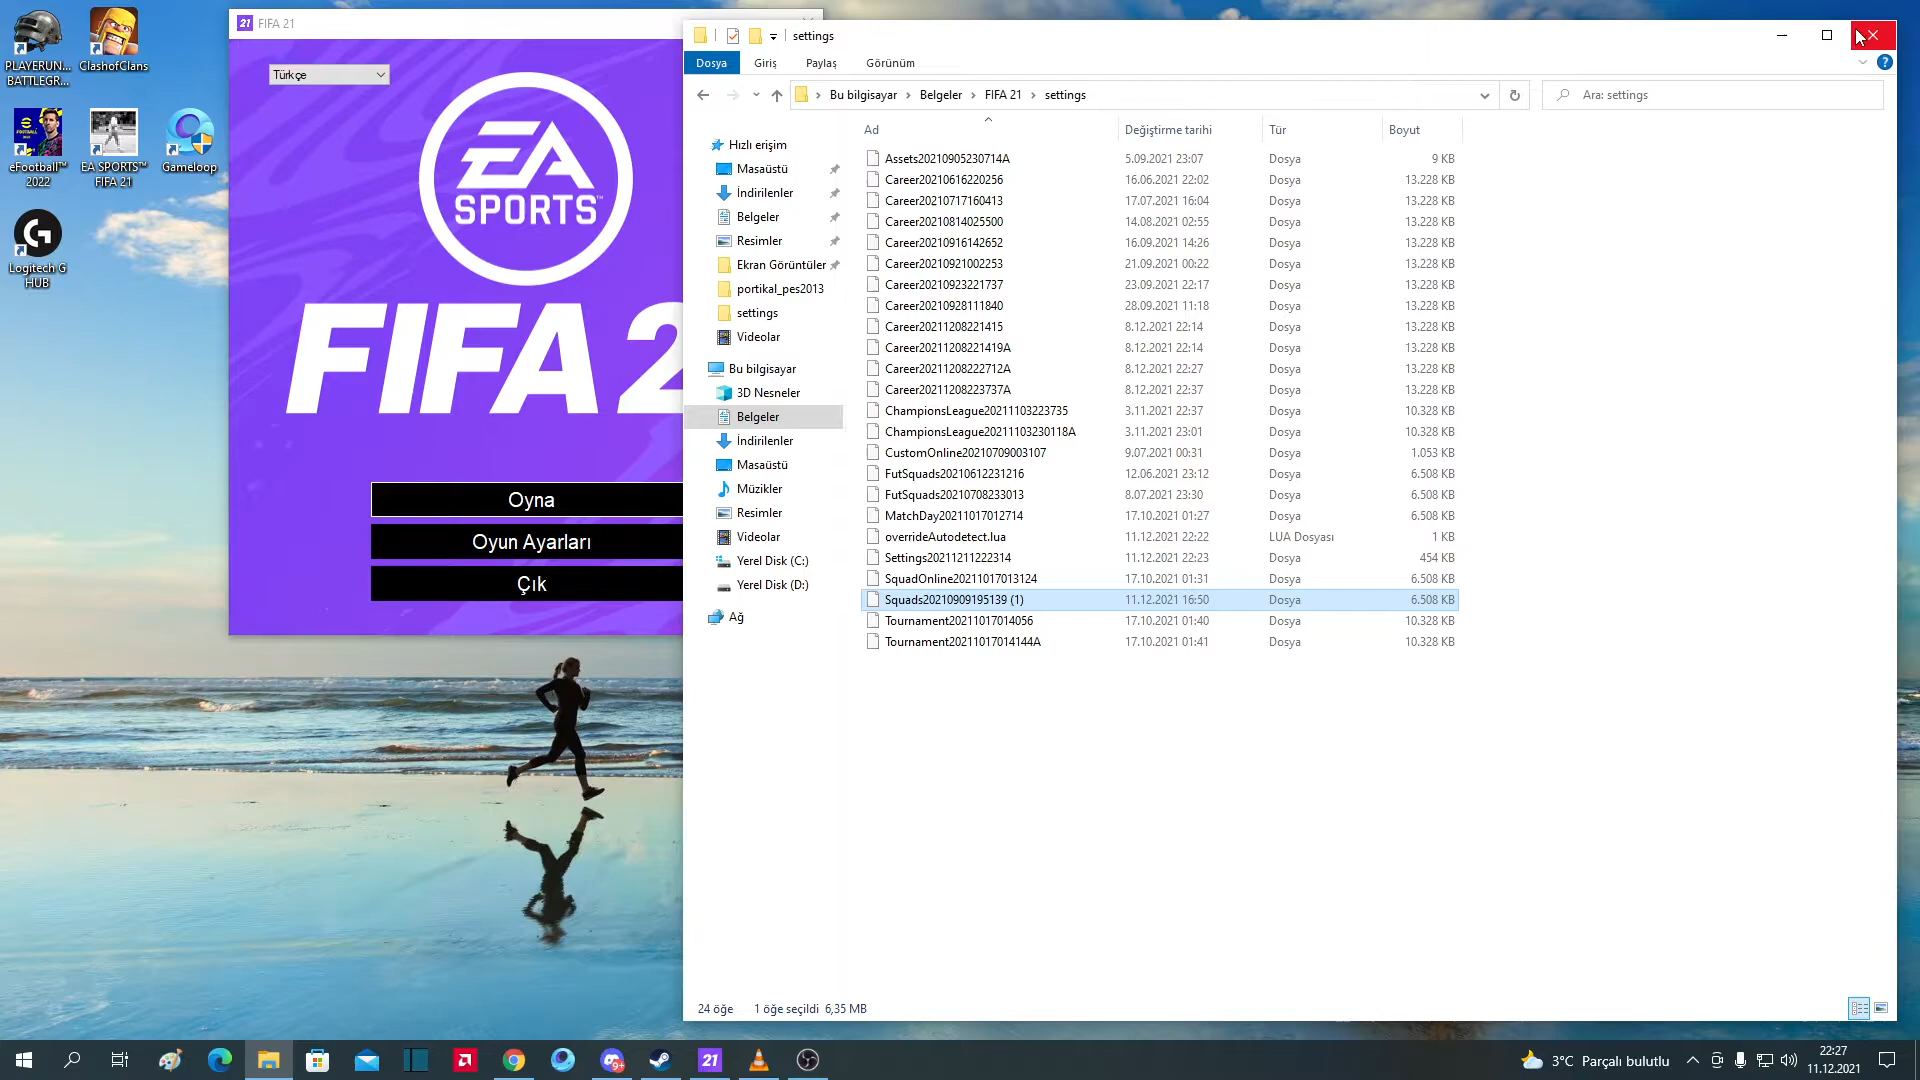 PLAYERUN...
BATTLEGR...
ClashofClans
eFootball™
2022
EA SPORTS™
FIFA 21
Gameloop
Logitech G
HUB
21 FIFA 21
Türkçe
EA
SPORTS™
FIFA 2
Oyna
Oyun Ayarları
Çık
settings
Dosya Giriş Paylaş Görünüm
Bu bilgisayar Belgeler FIFA 21 settings
Ara: settings
Hızlı erişim
Masaüstü
İndirilenler
Belgeler
Resimler
Ekran Görüntüler
portikal_pes2013
settings
Videolar
Bu bilgisayar
3D Nesneler
Belgeler
İndirilenler
Masaüstü
Müzikler
Resimler
Videolar
Yerel Disk (C:)
Yerel Disk (D:)
Ağ
Ad Değiştirme tarihi Tür Boyut
Assets20210905230714A 5.09.2021 23:07 Dosya 9 KB
Career20210616220256 16.06.2021 22:02 Dosya 13.228 KB
Career20210717160413 17.07.2021 16:04 Dosya 13.228 KB
Career20210814025500 14.08.2021 02:55 Dosya 13.228 KB
Career20210916142652 16.09.2021 14:26 Dosya 13.228 KB
Career20210921002253 21.09.2021 00:22 Dosya 13.228 KB
Career20210923221737 23.09.2021 22:17 Dosya 13.228 KB
Career20210928111840 28.09.2021 11:18 Dosya 13.228 KB
Career20211208221415 8.12.2021 22:14 Dosya 13.228 KB
Career20211208221419A 8.12.2021 22:14 Dosya 13.228 KB
Career20211208222712A 8.12.2021 22:27 Dosya 13.228 KB
Career20211208223737A 8.12.2021 22:37 Dosya 13.228 KB
ChampionsLeague20211103223735 3.11.2021 22:37 Dosya 10.328 KB
ChampionsLeague20211103230118A 3.11.2021 23:01 Dosya 10.328 KB
CustomOnline20210709003107 9.07.2021 00:31 Dosya 1.053 KB
FutSquads20210612231216 12.06.2021 23:12 Dosya 6.508 KB
FutSquads20210708233013 8.07.2021 23:30 Dosya 6.508 KB
MatchDay20211017012714 17.10.2021 01:27 Dosya 6.508 KB
overrideAutodetect.lua 11.12.2021 22:22 LUA Dosyası 1 KB
Settings20211211222314 11.12.2021 22:23 Dosya 454 KB
SquadOnline20211017013124 17.10.2021 01:31 Dosya 6.508 KB
Squads20210909195139 (1) 11.12.2021 16:50 Dosya 6.508 KB
Tournament20211017014056 17.10.2021 01:40 Dosya 10.328 KB
Tournament20211017014144A 17.10.2021 01:41 Dosya 10.328 KB
24 öğe 1 öğe seçildi 6,35 MB
9+
21
3°C Parçalı bulutlu
22:27
11.12.2021